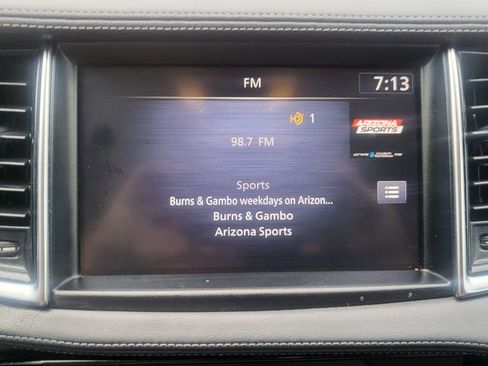 FM
7:13
1
98.7 FM
ARIZONA
SPORTS
Sports
Burns & Gambo weekdays on Arizon...
Burns & Gambo
Arizona Sports